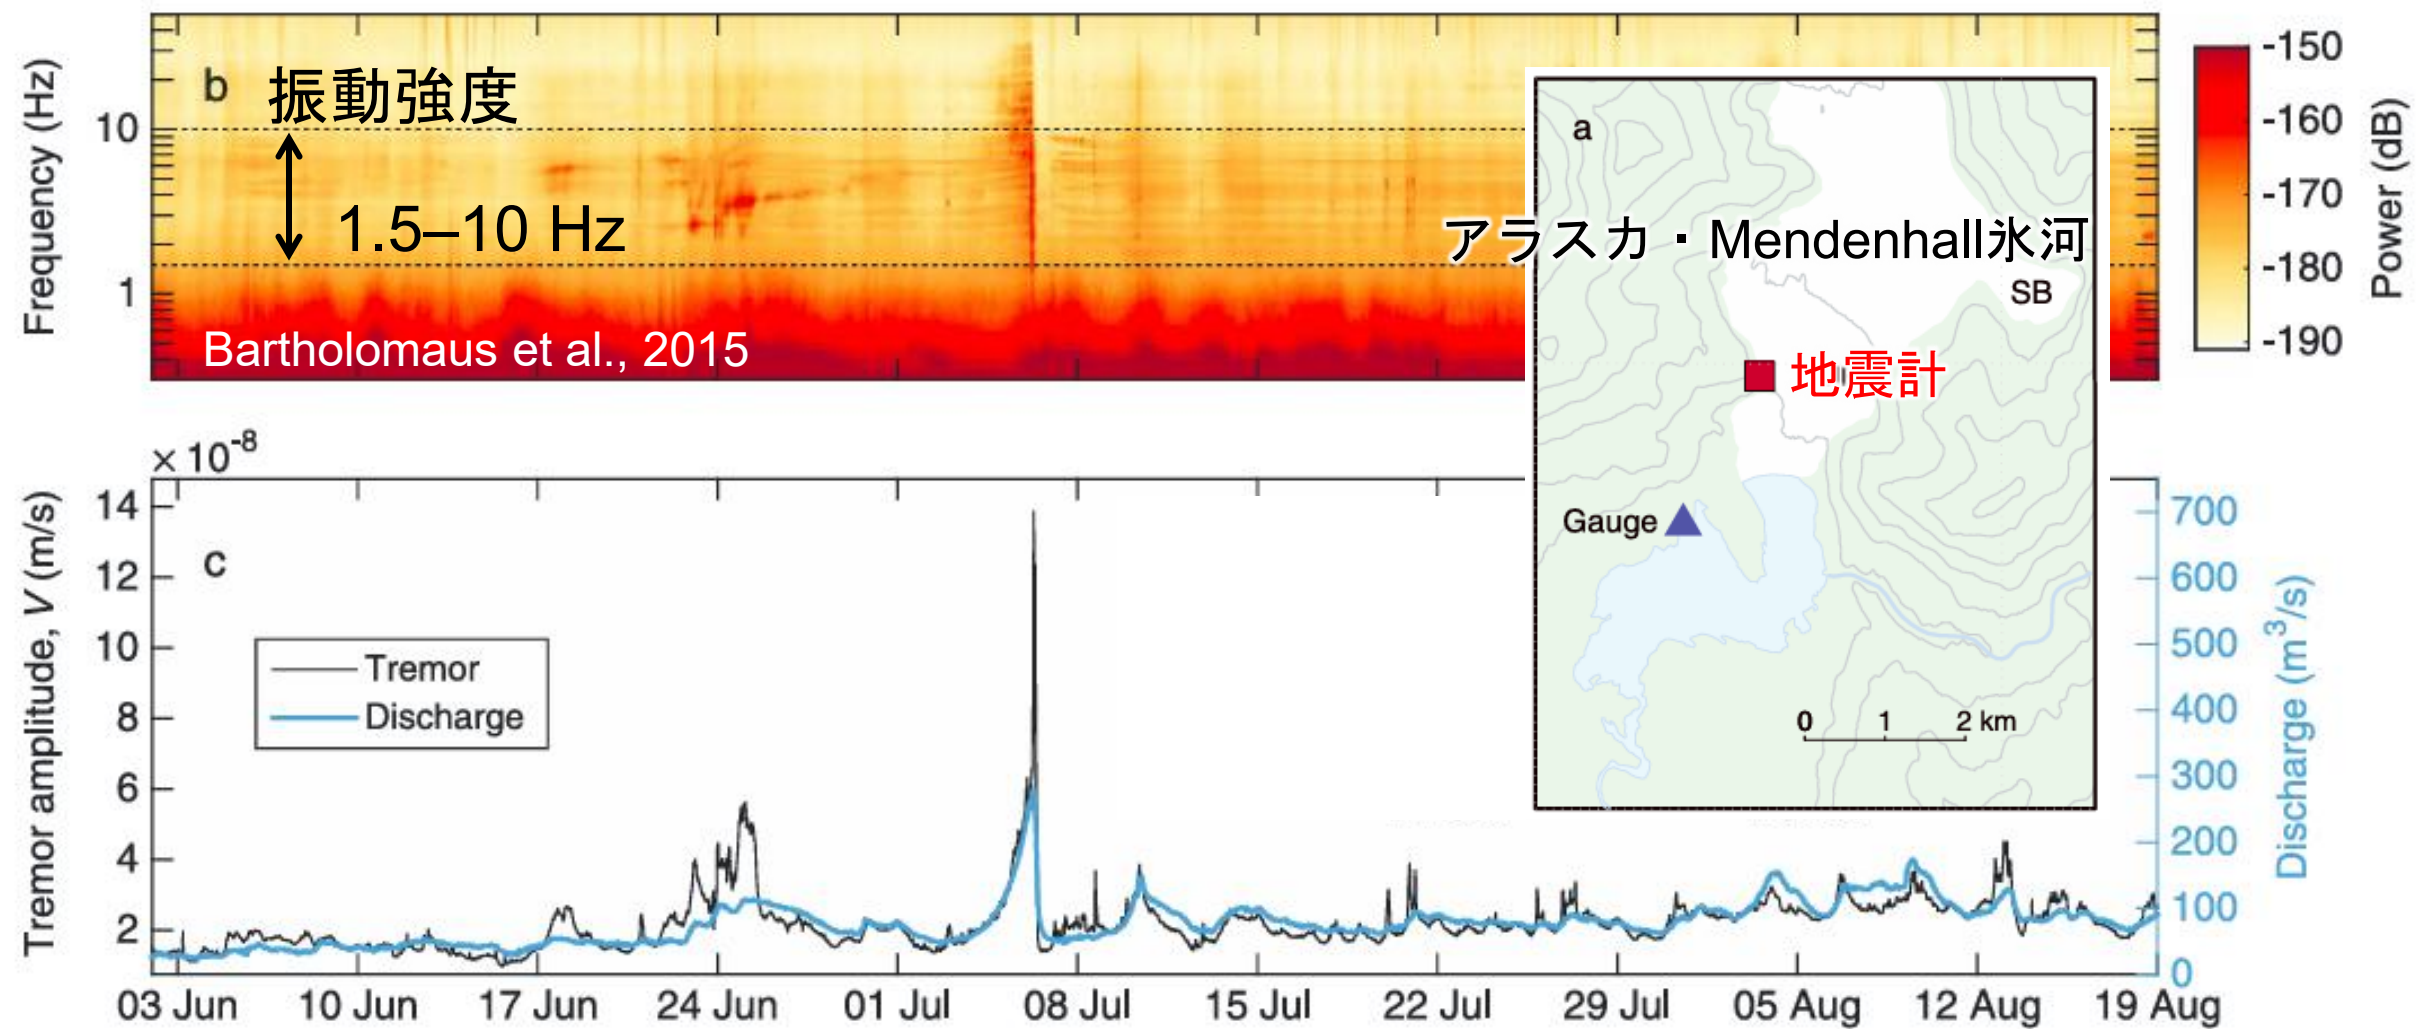 b
振動強度
1.5–10 Hz
Bartholomaus et al., 2015
Frequency (Hz)
10
1
-150
-160
-170
-180
-190
Power (dB)
a
アラスカ・Mendenhall氷河
SB
地震計
Gauge
0 1 2 km
×10-8
c
Tremor amplitude, V (m/s)
14
12
10
8
6
4
2
Tremor
Discharge
700
600
500
400
300
200
100
0
Discharge (m3/s)
03 Jun 10 Jun 17 Jun 24 Jun 01 Jul 08 Jul 15 Jul 22 Jul 29 Jul 05 Aug 12 Aug 19 Aug